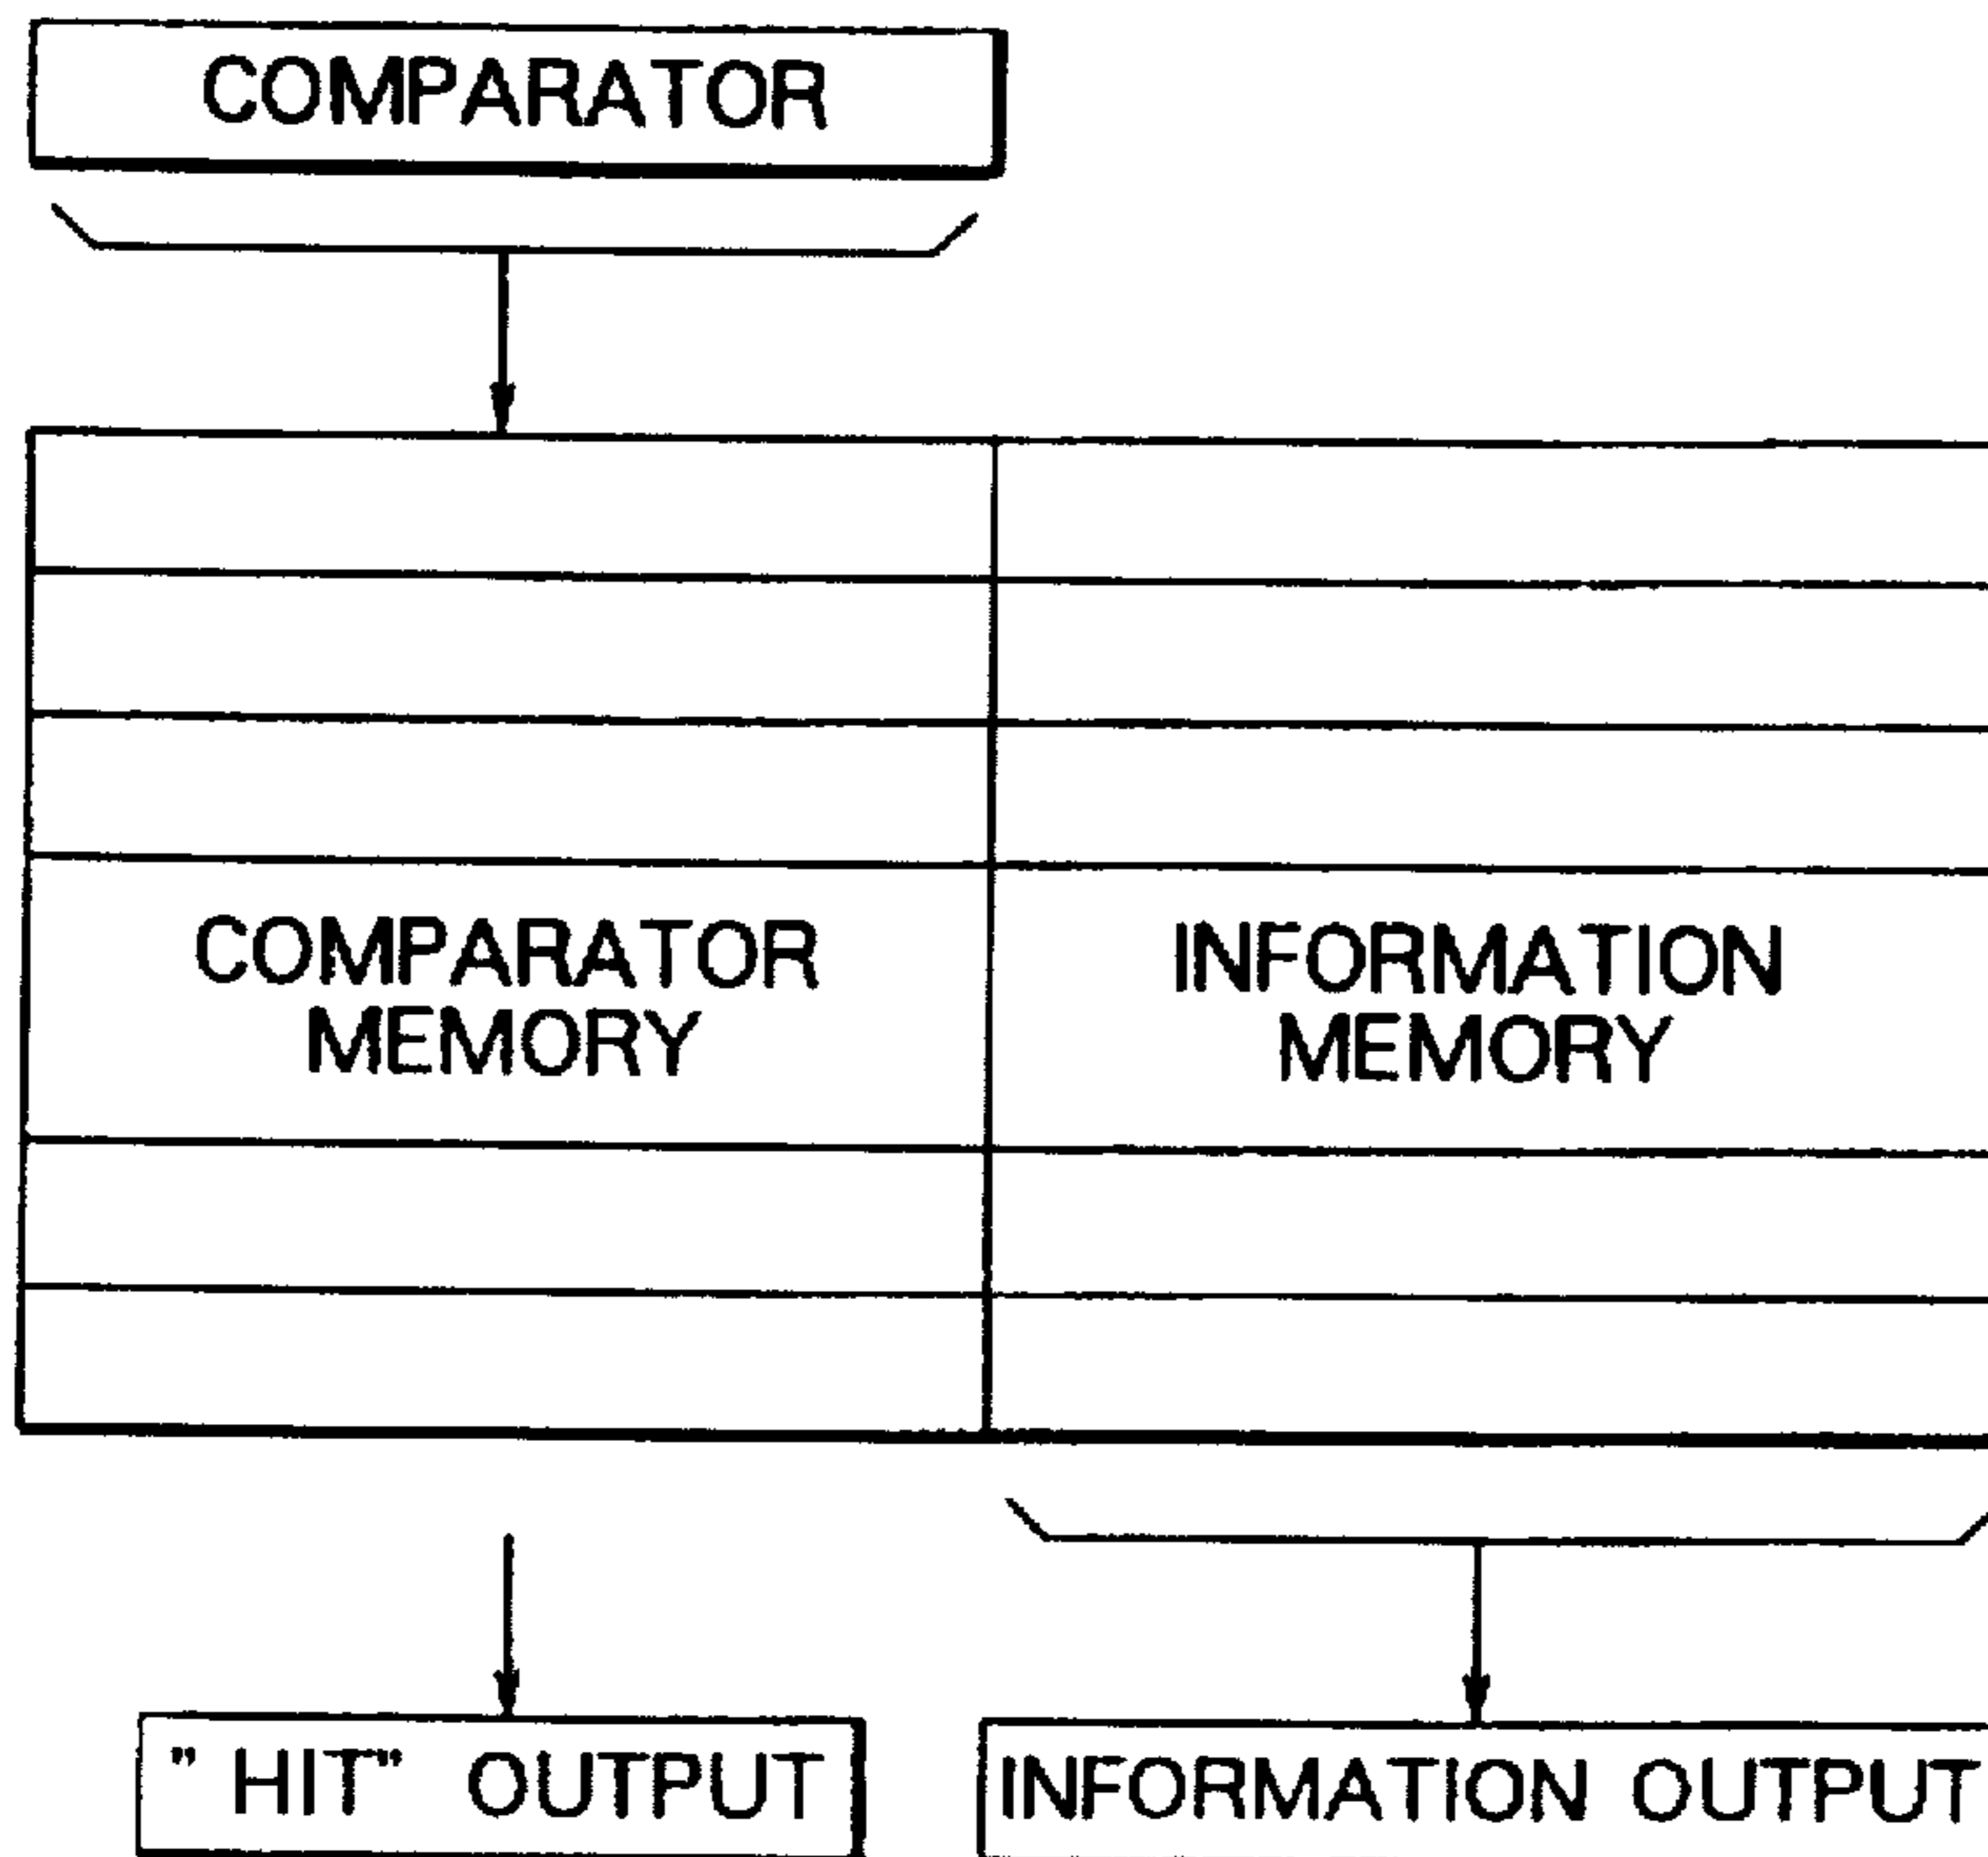 COMPARATOR
COMPARATOR
MEMORY
INFORMATION
MEMORY
" HIT" OUTPUT
INFORMATION OUTPUT